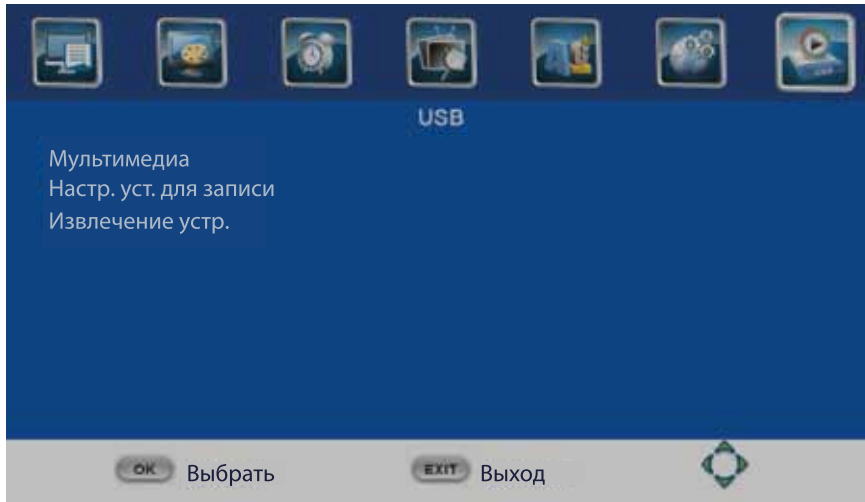 USB
Мультимедиа
Настр. уст. для записи
Извлечение устр.
OK Выбрать EXIT Выход